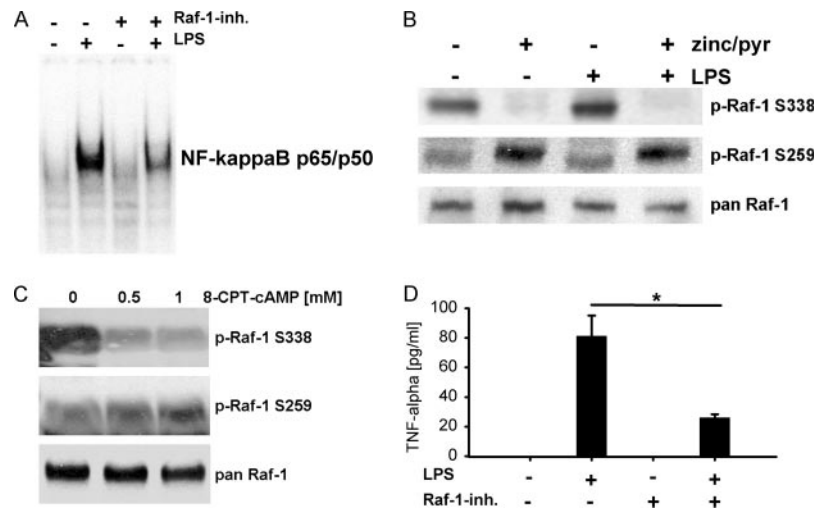 A
- - + + Raf-1-inh.
- + - + LPS
NF-kappaB p65/p50
B
- + - + zinc/pyr
- - + + LPS
p-Raf-1 S338
p-Raf-1 S259
pan Raf-1
C
0 0.5 1 8-CPT-cAMP [mM]
p-Raf-1 S338
p-Raf-1 S259
pan Raf-1
D
TNF-alpha [pg/ml]
100
80
60
40
20
0
*
LPS - + - +
Raf-1-inh. - - + +